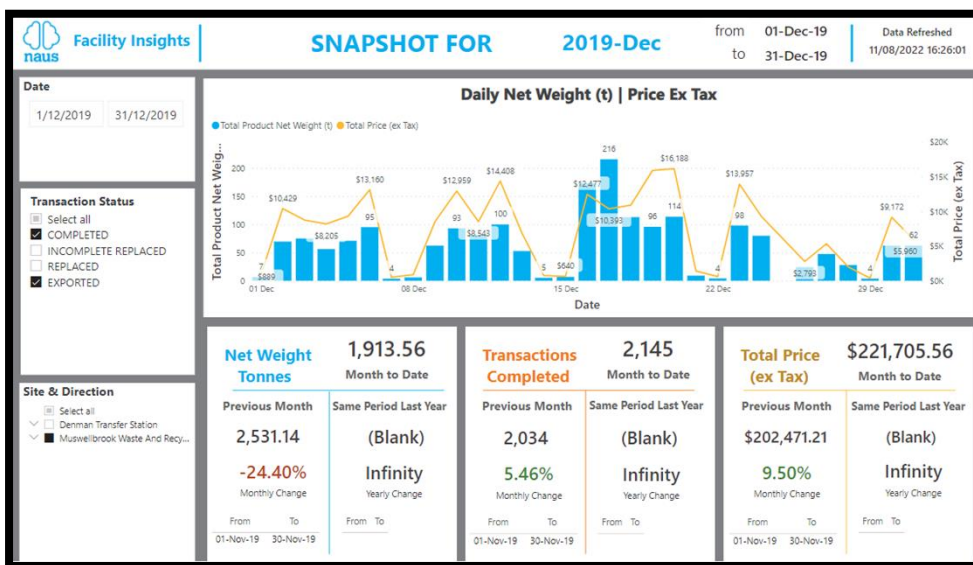 naus
Facility Insights
SNAPSHOT FOR 2019-Dec
from 01-Dec-19
to 31-Dec-19
Data Refreshed
11/08/2022 16:26:01
Date
1/12/2019 31/12/2019
Transaction Status
Select all
COMPLETED
INCOMPLETE REPLACED
REPLACED
EXPORTED
Site & Direction
Select all
Denman Transfer Station
Muswellbrook Waste And Recy...
Daily Net Weight (t) | Price Ex Tax
Total Product Net Weight (t) Total Price (ex Tax)
Total Product Net Weig...
200
150
100
50
0
$20K
$15K
$10K
$5K
$0K
Total Price (ex Tax)
7
$889
$10,429
$8,205
$13,160
95
4
$12,959
93
$8,543
$14,408
100
5
$640
$12,477
216
$10,393
96
$16,188
114
4
$13,957
98
$2,793
4
$9,172
62
$5,960
01 Dec 08 Dec 15 Dec 22 Dec 29 Dec
Date
Net Weight
Tonnes
1,913.56
Month to Date
Previous Month Same Period Last Year
2,531.14 (Blank)
-24.40% Infinity
Monthly Change Yearly Change
From To From To
01-Nov-19 30-Nov-19
Transactions
Completed
2,145
Month to Date
Previous Month Same Period Last Year
2,034 (Blank)
5.46% Infinity
Monthly Change Yearly Change
From To From To
01-Nov-19 30-Nov-19
Total Price
(ex Tax)
$221,705.56
Month to Date
Previous Month Same Period Last Year
$202,471.21 (Blank)
9.50% Infinity
Monthly Change Yearly Change
From To From To
01-Nov-19 30-Nov-19